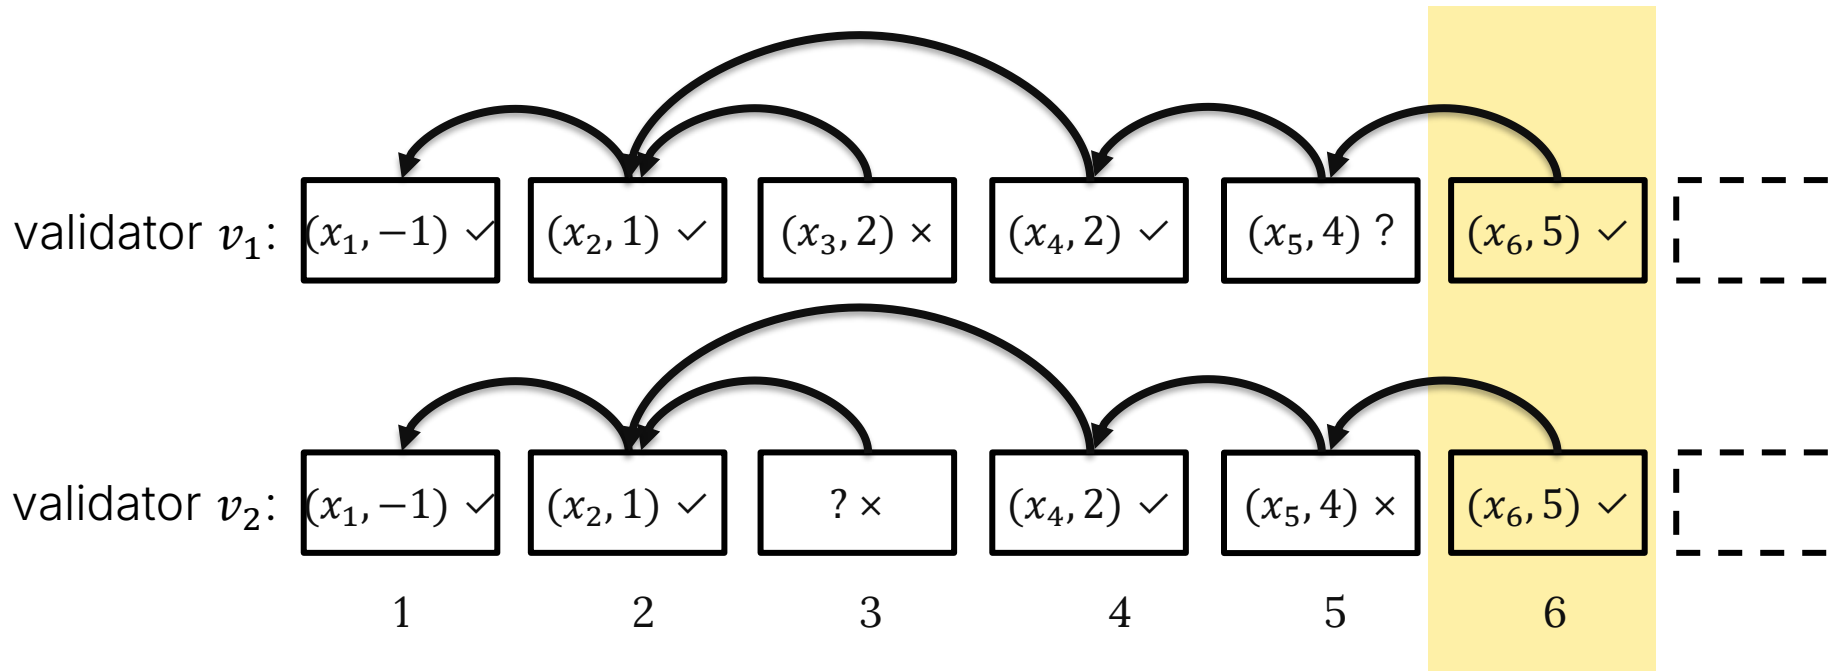 validator v₁: (x₁, −1) ✓ (x₂, 1) ✓ (x₃, 2) × (x₄, 2) ✓ (x₅, 4) ? (x₆, 5) ✓
validator v₂: (x₁, −1) ✓ (x₂, 1) ✓ ? × (x₄, 2) ✓ (x₅, 4) × (x₆, 5) ✓
1 2 3 4 5 6